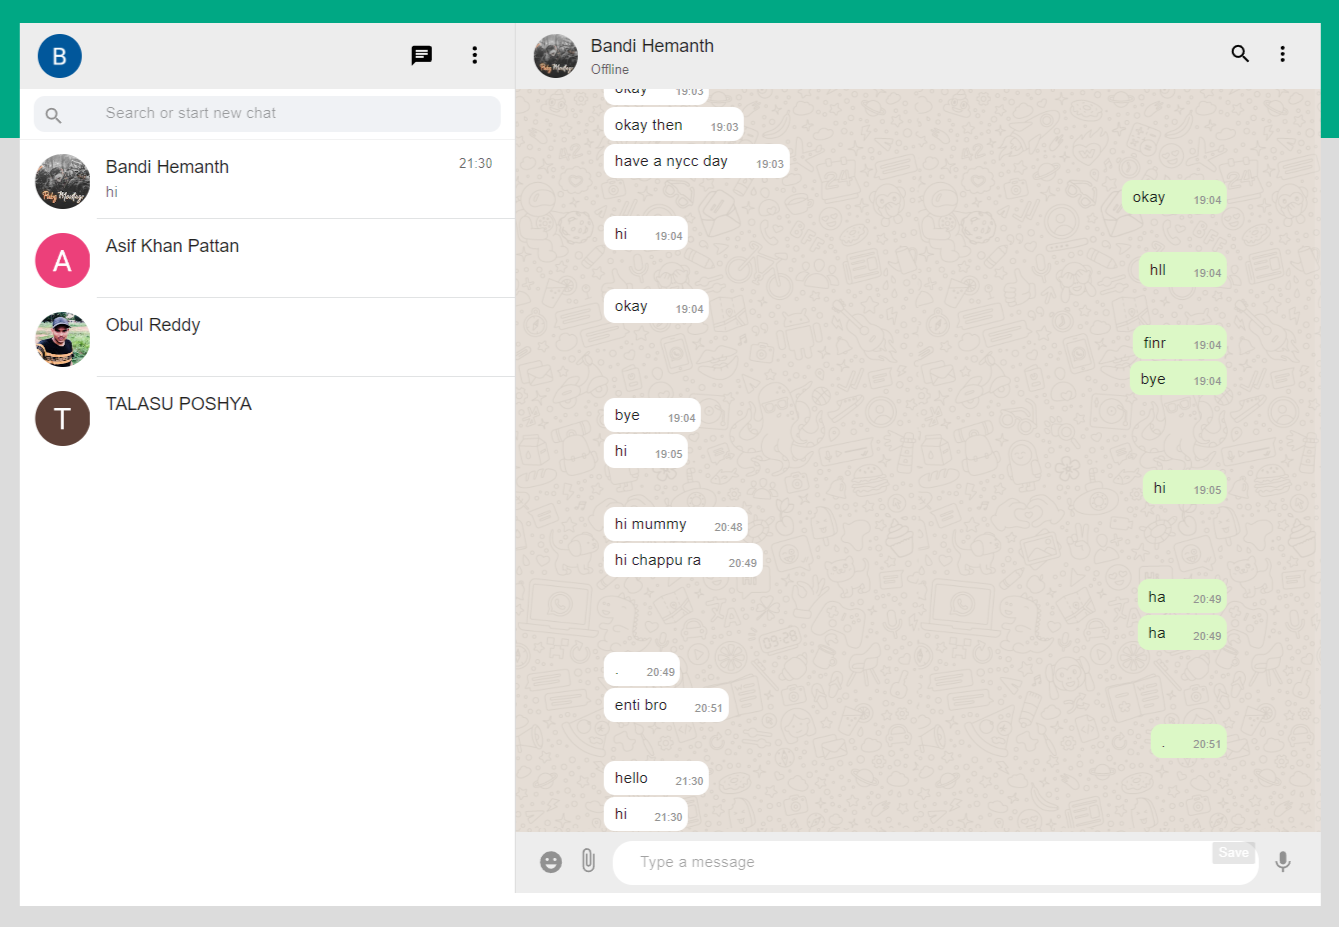 B
Search or start new chat
Bandi Hemanth
21:30
hi
A
Asif Khan Pattan
Obul Reddy
T
TALASU POSHYA
Bandi Hemanth
Offline
okay 19:03
okay then 19:03
have a nycc day 19:03
okay 19:04
hi 19:04
hll 19:04
okay 19:04
finr 19:04
bye 19:04
bye 19:04
hi 19:05
hi 19:05
hi mummy 20:48
hi chappu ra 20:49
ha 20:49
ha 20:49
. 20:49
enti bro 20:51
. 20:51
hello 21:30
hi 21:30
Type a message
Save